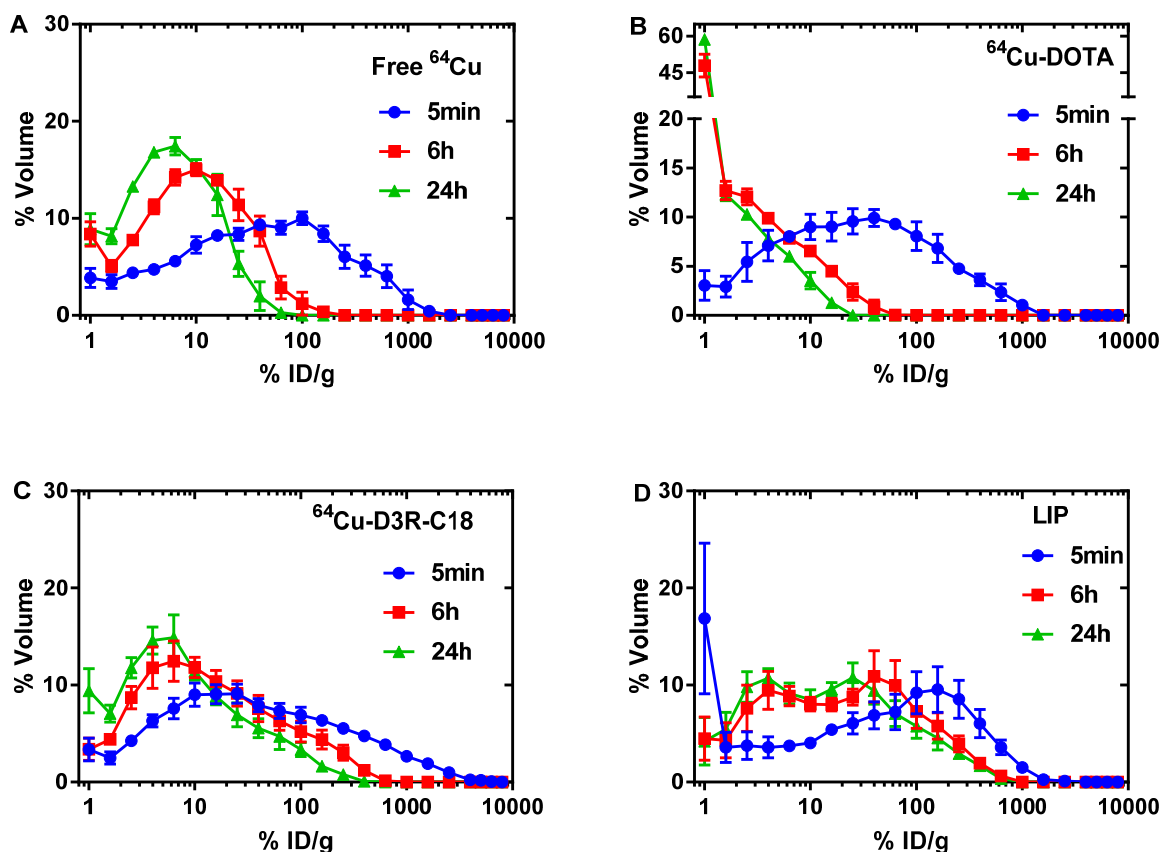 A
30
20
10
0
% Volume
Free ⁶⁴Cu
5min
6h
24h
1 10 100 1000 10000
% ID/g
B
60
45
20
15
10
5
0
% Volume
⁶⁴Cu-DOTA
5min
6h
24h
1 10 100 1000 10000
% ID/g
C
30
20
10
0
% Volume
⁶⁴Cu-D3R-C18
5min
6h
24h
1 10 100 1000 10000
% ID/g
D
30
20
10
0
% Volume
LIP
5min
6h
24h
1 10 100 1000 10000
% ID/g